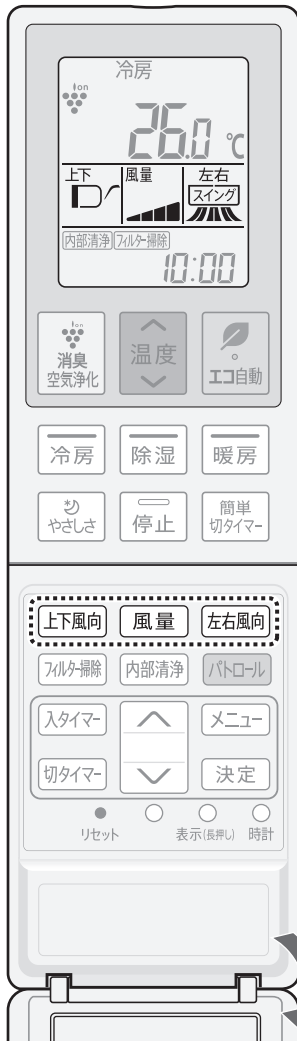 冷房
ion
26.0 ℃
上下 風量 左右
スイング
内部清浄 フィルター掃除
10:00
ion
消臭 空気浄化
温度
エコ自動
冷房 除湿 暖房
やさしさ 停止 簡単 切タイマー
上下風向 風量 左右風向
フィルター掃除 内部清浄 パトロール
入タイマー メニュー
切タイマー 決定
リセット 表示(長押し) 時計